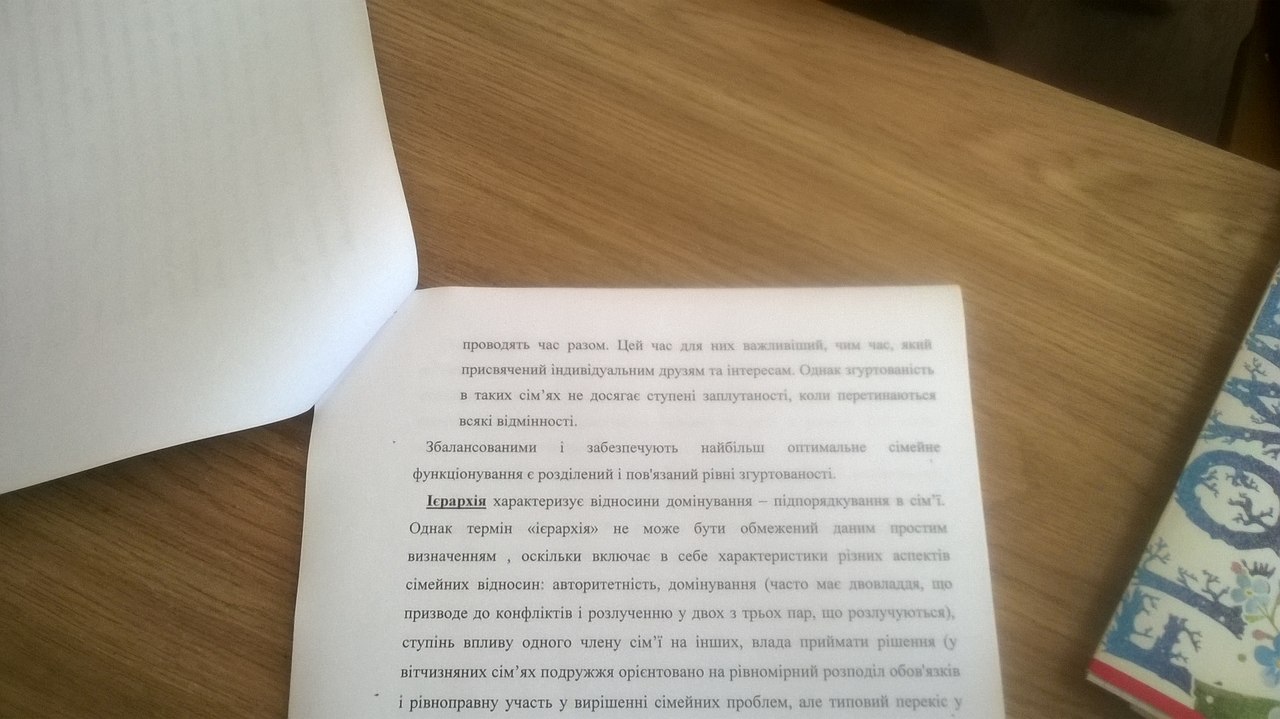 проводять час разом. Цей час для них важливіший, чим час, який
присвячений індивідуальним друзям та інтересам. Однак згуртованість
в таких сім’ях не досягає ступені заплутаності, коли перетинаються
всякі відмінності.
Збалансованими і забезпечують найбільш оптимальне сімейне
функціонування є розділений і пов'язаний рівні згуртованості.
Ієрархія характеризує відносини домінування – підпорядкування в сім’ї.
Однак термін «ієрархія» не може бути обмежений даним простим
визначенням , оскільки включає в себе характеристики різних аспектів
сімейних відносин: авторитетність, домінування (часто має двовладдя, що
призводе до конфліктів і розлученню у двох з трьох пар, що розлучуються),
ступінь впливу одного члену сім’ї на інших, влада приймати рішення (у
вітчизняних сім’ях подружжя орієнтовано на рівномірний розподіл обов'язків
і рівноправну участь у вирішенні сімейних проблем, але типовий перекіс у